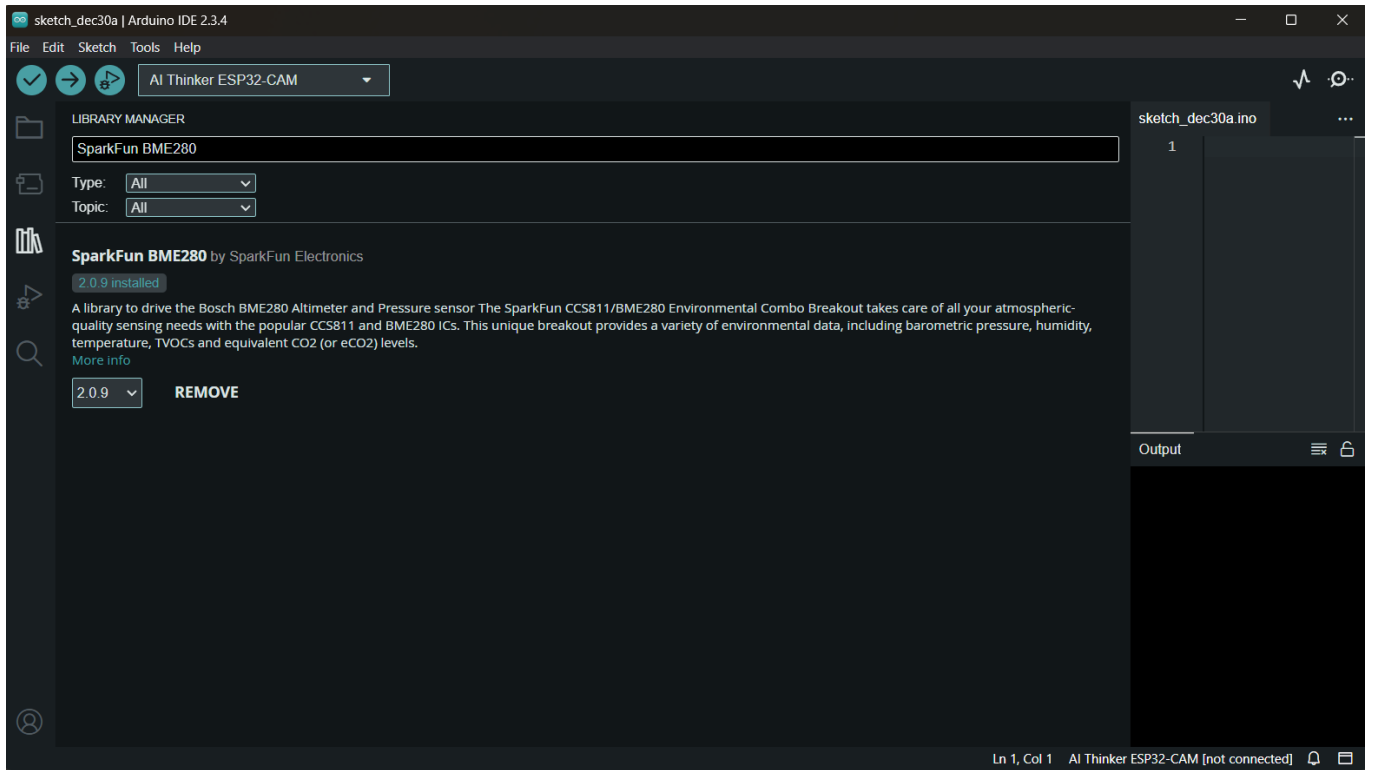 sketch_dec30a | Arduino IDE 2.3.4
File Edit Sketch Tools Help
AI Thinker ESP32-CAM
LIBRARY MANAGER
SparkFun BME280
Type: All
Topic: All
SparkFun BME280 by SparkFun Electronics
2.0.9 installed
A library to drive the Bosch BME280 Altimeter and Pressure sensor The SparkFun CCS811/BME280 Environmental Combo Breakout takes care of all your atmospheric-
quality sensing needs with the popular CCS811 and BME280 ICs. This unique breakout provides a variety of environmental data, including barometric pressure, humidity,
temperature, TVOCs and equivalent CO2 (or eCO2) levels.
More info
2.0.9 REMOVE
sketch_dec30a.ino
1
Output
Ln 1, Col 1 AI Thinker ESP32-CAM [not connected]